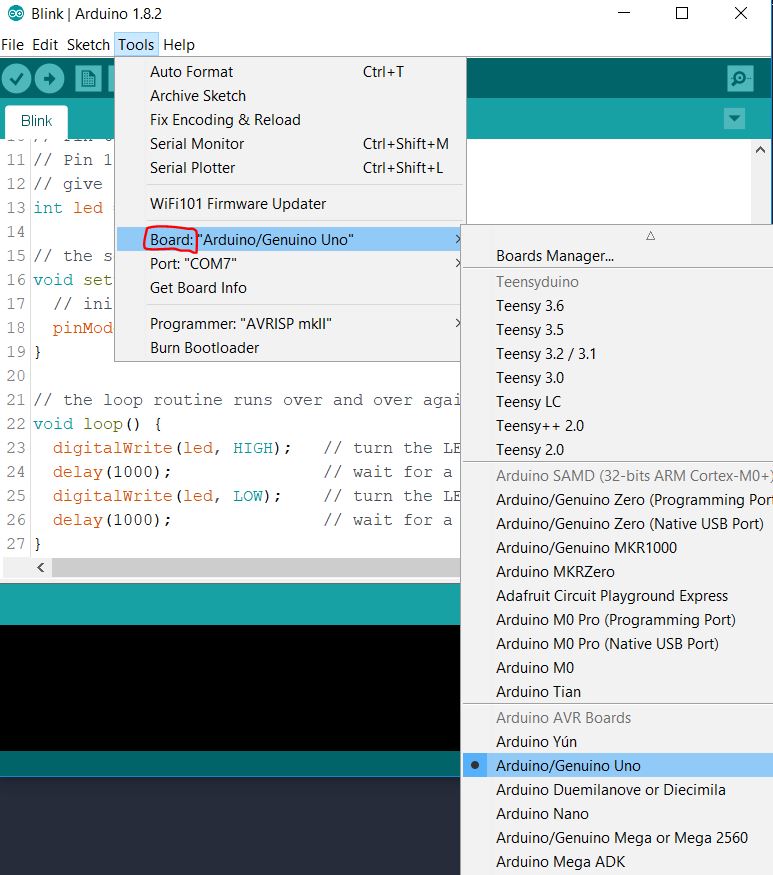 Blink | Arduino 1.8.2
File Edit Sketch Tools Help
Blink
Auto Format Ctrl+T
Archive Sketch
Fix Encoding & Reload
Serial Monitor Ctrl+Shift+M
Serial Plotter Ctrl+Shift+L
WiFi101 Firmware Updater
Board: "Arduino/Genuino Uno"
Port: "COM7"
Get Board Info
Programmer: "AVRISP mkII"
Burn Bootloader
11 // Pin 1
12 // give
13 int led =
14
15 // the s
16 void set
17 // ini
18 pinMod
19 }
20
21 // the loop routine runs over and over agai
22 void loop() {
23 digitalWrite(led, HIGH); // turn the LE
24 delay(1000); // wait for a
25 digitalWrite(led, LOW); // turn the LE
26 delay(1000); // wait for a
27 }
Boards Manager...
Teensyduino
Teensy 3.6
Teensy 3.5
Teensy 3.2 / 3.1
Teensy 3.0
Teensy LC
Teensy++ 2.0
Teensy 2.0
Arduino SAMD (32-bits ARM Cortex-M0+)
Arduino/Genuino Zero (Programming Port
Arduino/Genuino Zero (Native USB Port)
Arduino/Genuino MKR1000
Arduino MKRZero
Adafruit Circuit Playground Express
Arduino M0 Pro (Programming Port)
Arduino M0 Pro (Native USB Port)
Arduino M0
Arduino Tian
Arduino AVR Boards
Arduino Yún
Arduino/Genuino Uno
Arduino Duemilanove or Diecimila
Arduino Nano
Arduino/Genuino Mega or Mega 2560
Arduino Mega ADK